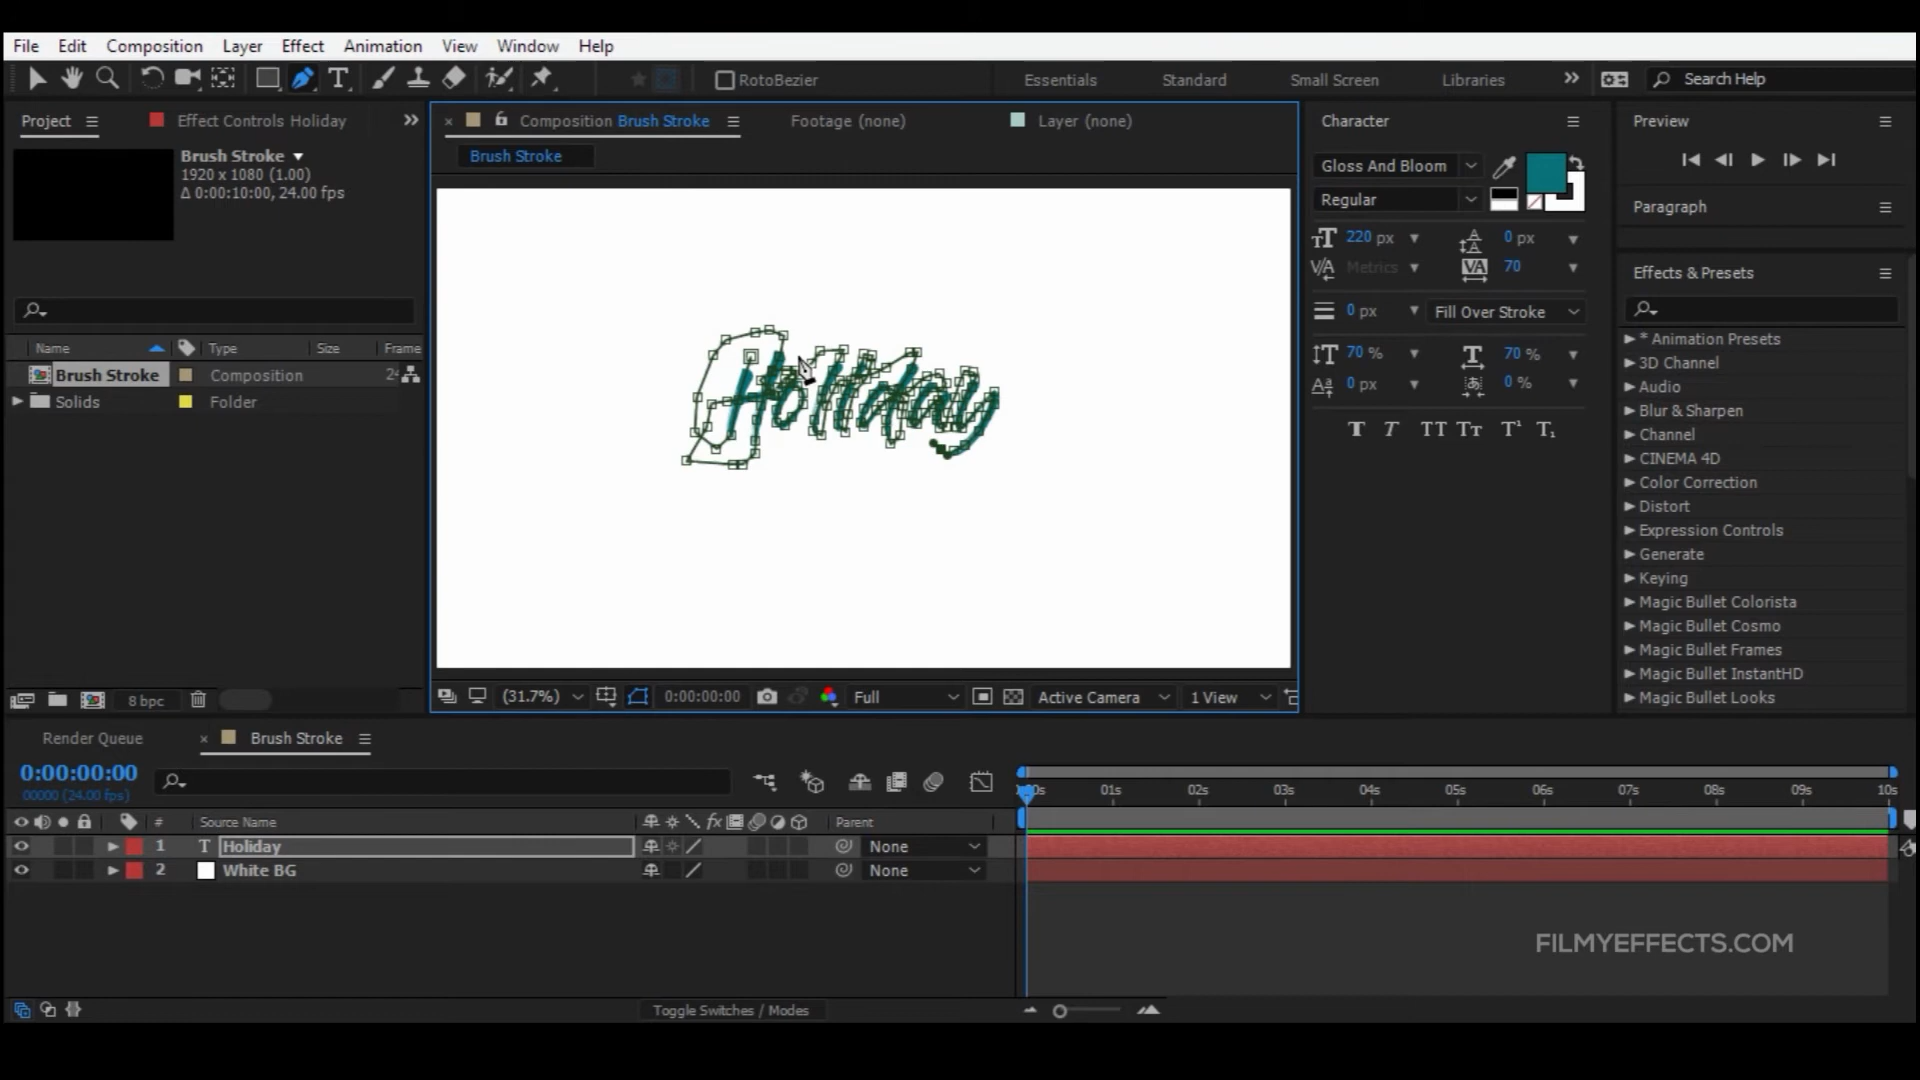 File Edit Composition Layer Effect Animation View Window Help
RotoBezier Essentials Standard Small Screen Libraries Search Help
Project Effect Controls Holiday
Composition Brush Stroke Footage (none) Layer (none)
Character
Preview
Brush Stroke
1920 x 1080 (1.00)
Δ 0:00:10:00, 24.00 fps
Brush Stroke
Gloss And Bloom
Regular
Paragraph
220 px 0 px
Metrics 70
0 px Fill Over Stroke
70 % 70 %
0 px 0 %
Effects & Presets
* Animation Presets
3D Channel
Audio
Blur & Sharpen
Channel
CINEMA 4D
Color Correction
Distort
Expression Controls
Generate
Keying
Magic Bullet Colorista
Magic Bullet Cosmo
Magic Bullet Frames
Magic Bullet InstantHD
Magic Bullet Looks
Name Type Size Frame
Brush Stroke Composition
Solids Folder
Holiday
8 bpc
(31.7%) 0:00:00:00 Full Active Camera 1 View
Render Queue Brush Stroke
0:00:00:00
00000 (24.00 fps)
01s 02s 03s 04s 05s 06s 07s 08s 09s 10s
# Source Name Parent
1 Holiday None
2 White BG None
FILMYEFFECTS.COM
Toggle Switches / Modes